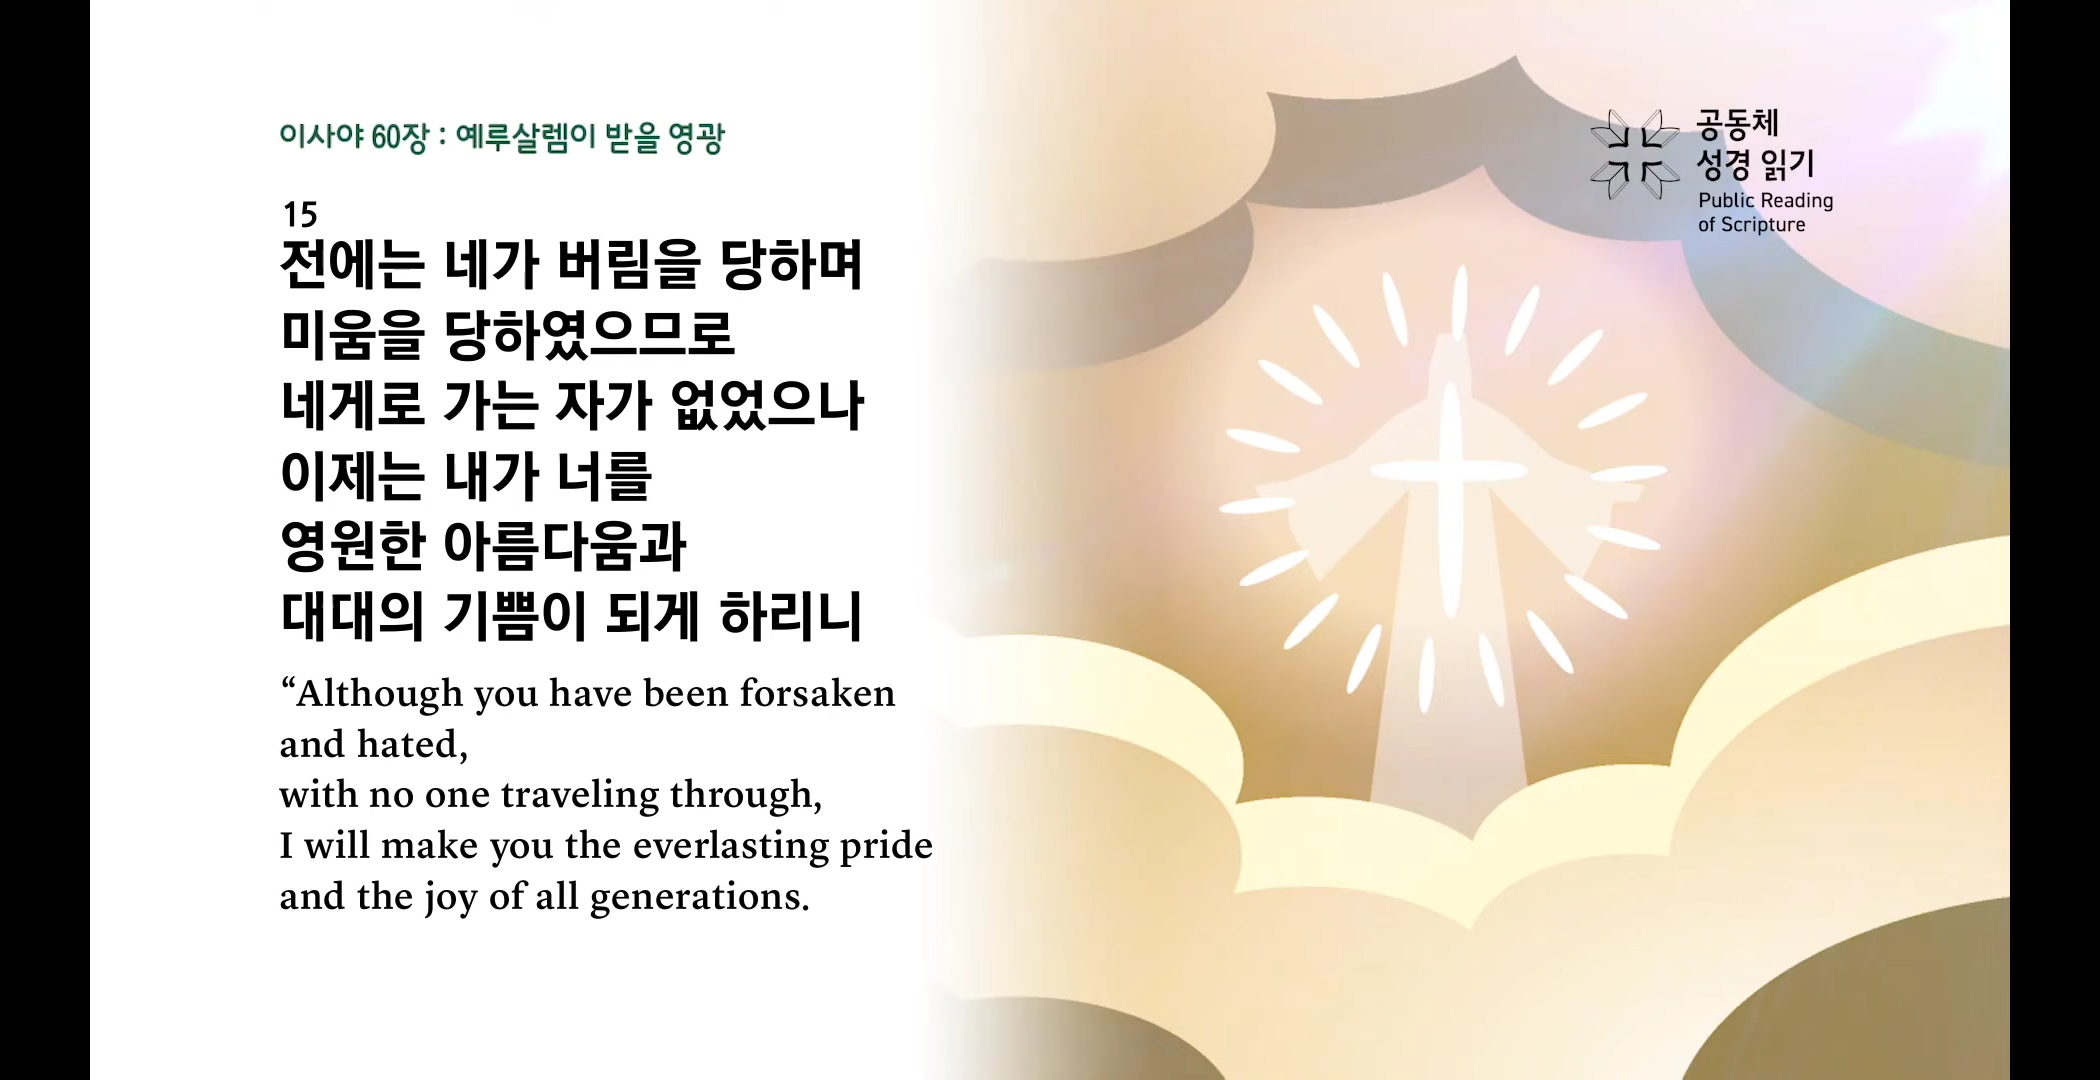 이사야 60장 : 예루살렘이 받을 영광
15
전에는 네가 버림을 당하며
미움을 당하였으므로
네게로 가는 자가 없었으나
이제는 내가 너를
영원한 아름다움과
대대의 기쁨이 되게 하리니
“Although you have been forsaken
and hated,
with no one traveling through,
I will make you the everlasting pride
and the joy of all generations.
공동체
성경 읽기
Public Reading
of Scripture